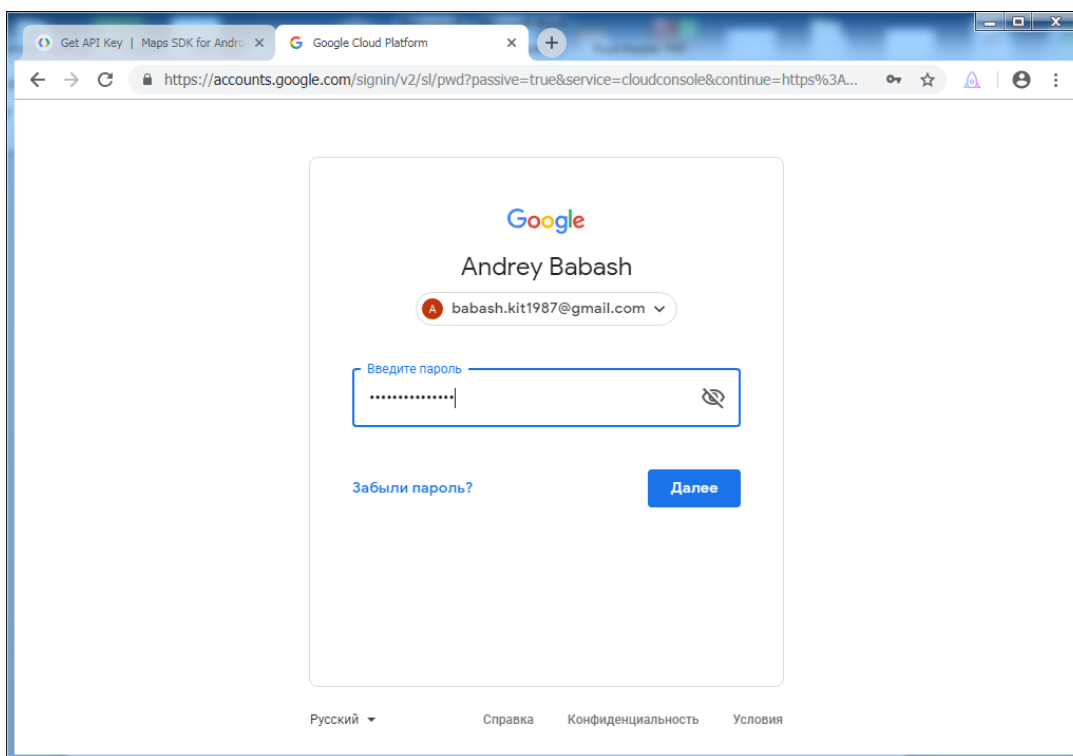 Get API Key | Maps SDK for Andro
Google Cloud Platform
https://accounts.google.com/signin/v2/sl/pwd?passive=true&service=cloudconsole&continue=https%3A...
Google
Andrey Babash
A babash.kit1987@gmail.com
Введите пароль
•••••••••••••••
Забыли пароль? Далее
Русский Справка Конфиденциальность Условия